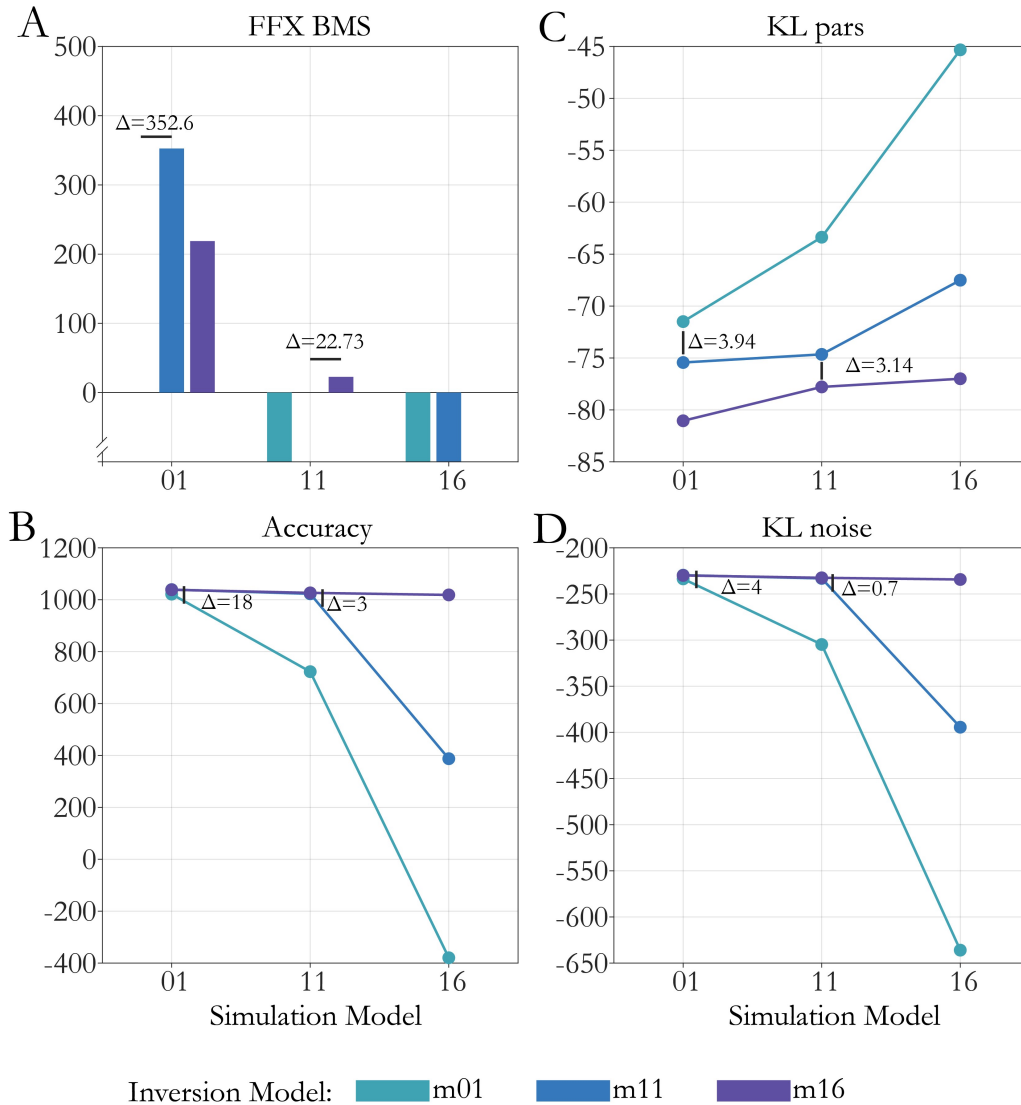 A
FFX BMS
500
400
300
200
100
0
Δ=352.6
Δ=22.73
01
11
16
C
KL pars
-45
-50
-55
-60
-65
-70
-75
-80
-85
Δ=3.94
Δ=3.14
01
11
16
B
Accuracy
1200
1000
800
600
400
200
0
-200
-400
Δ=18
Δ=3
01
11
16
Simulation Model
D
KL noise
-200
-250
-300
-350
-400
-450
-500
-550
-600
-650
Δ=4
Δ=0.7
01
11
16
Simulation Model
Inversion Model: m01 m11 m16